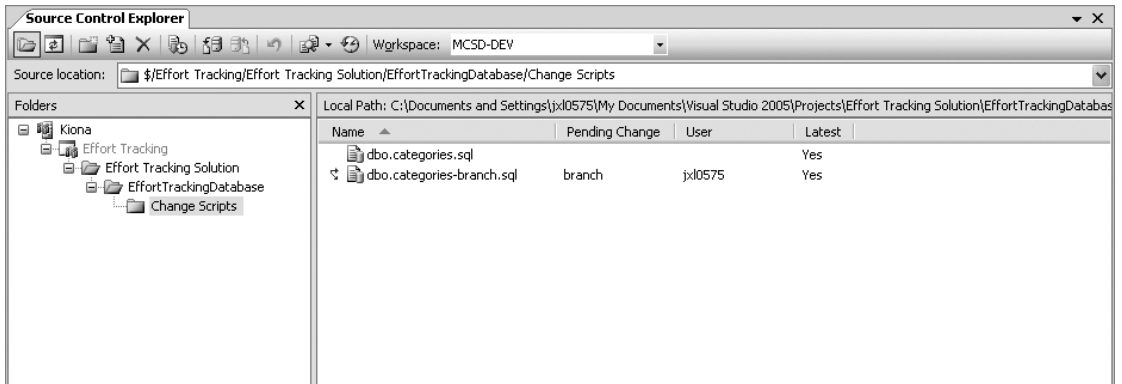 Source Control Explorer
Workspace: MCSD-DEV
Source location: $/Effort Tracking/Effort Tracking Solution/EffortTrackingDatabase/Change Scripts
Folders
Local Path: C:\Documents and Settings\jxl0575\My Documents\Visual Studio 2005\Projects\Effort Tracking Solution\EffortTrackingDatabas
Kiona
Effort Tracking
Effort Tracking Solution
EffortTrackingDatabase
Change Scripts
Name Pending Change User Latest
dbo.categories.sql Yes
dbo.categories-branch.sql branch jxl0575 Yes